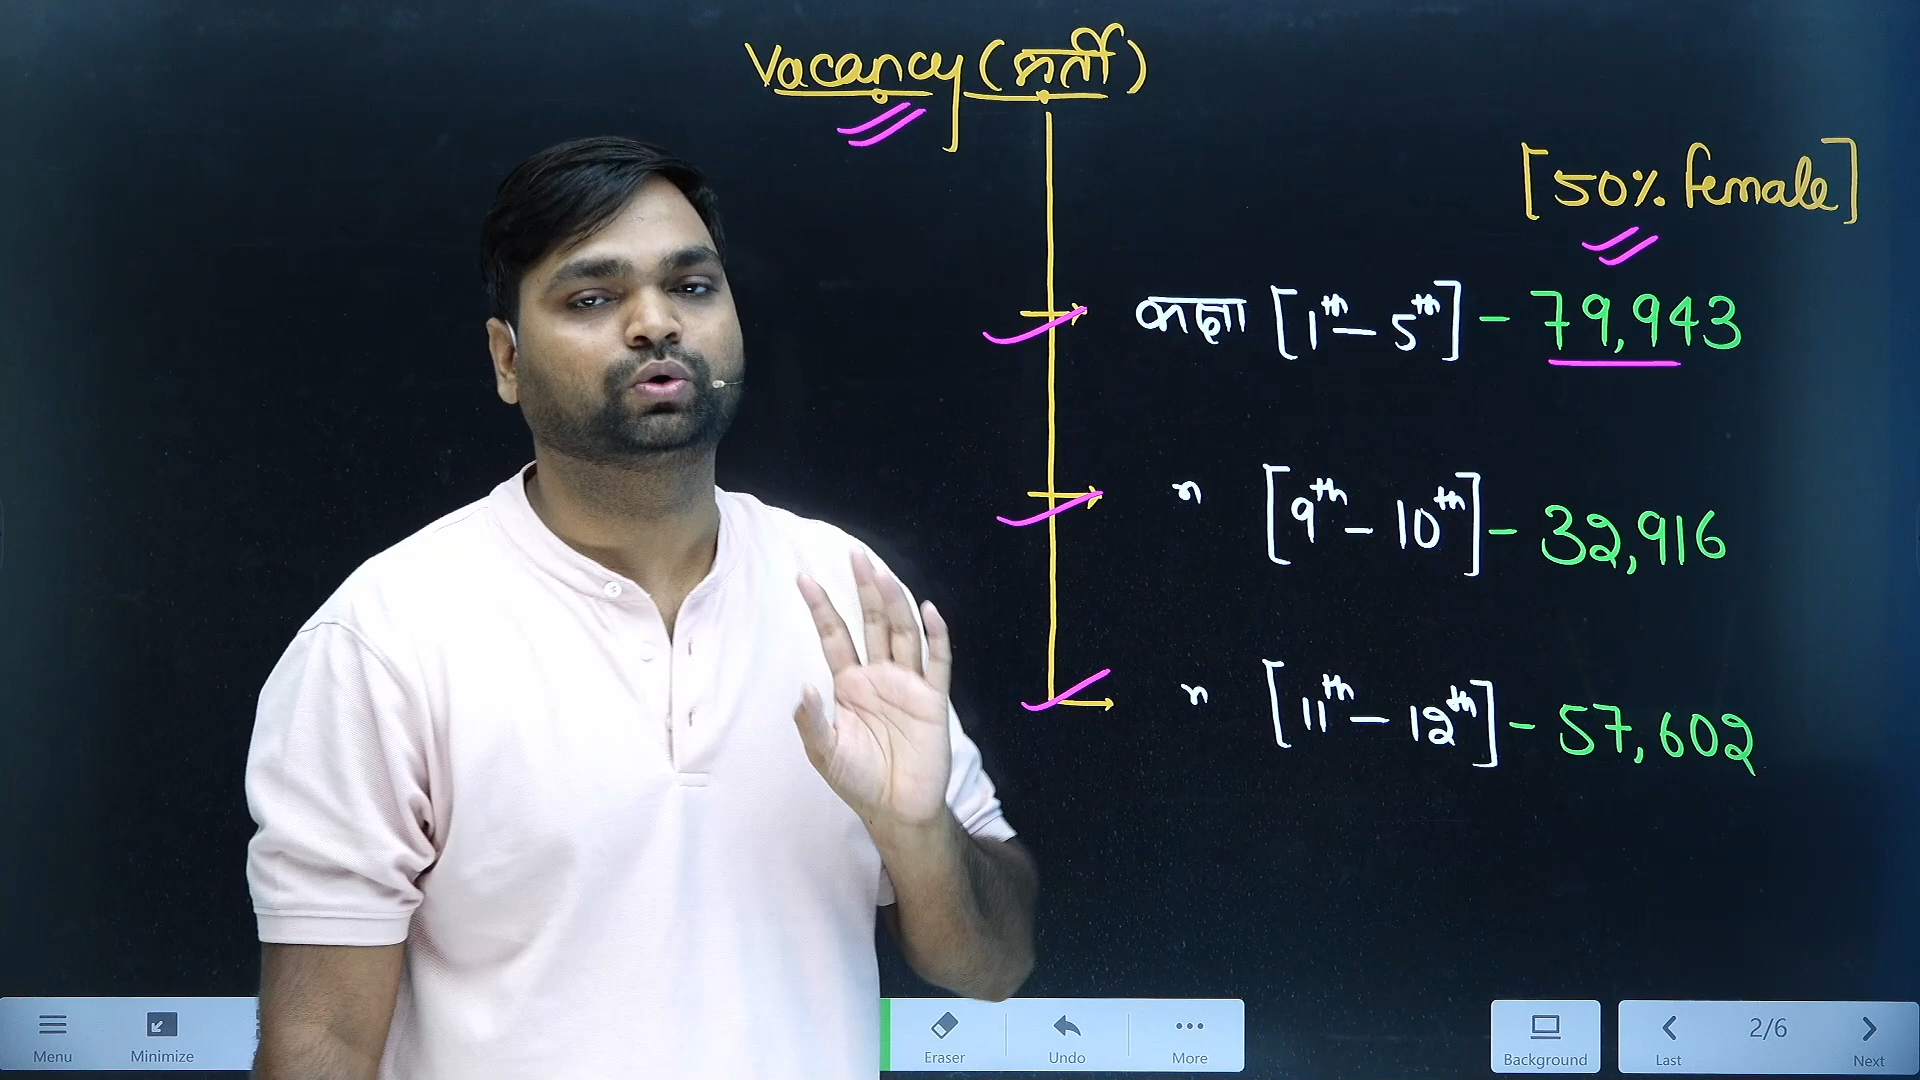 Vacancy (भर्ती)
[50% female]
कक्षा [1th - 5th] - 79,943
" [9th - 10th] - 32,916
" [11th - 12th] - 57,602
Menu Minimize Eraser Undo More Background Last 2/6 Next